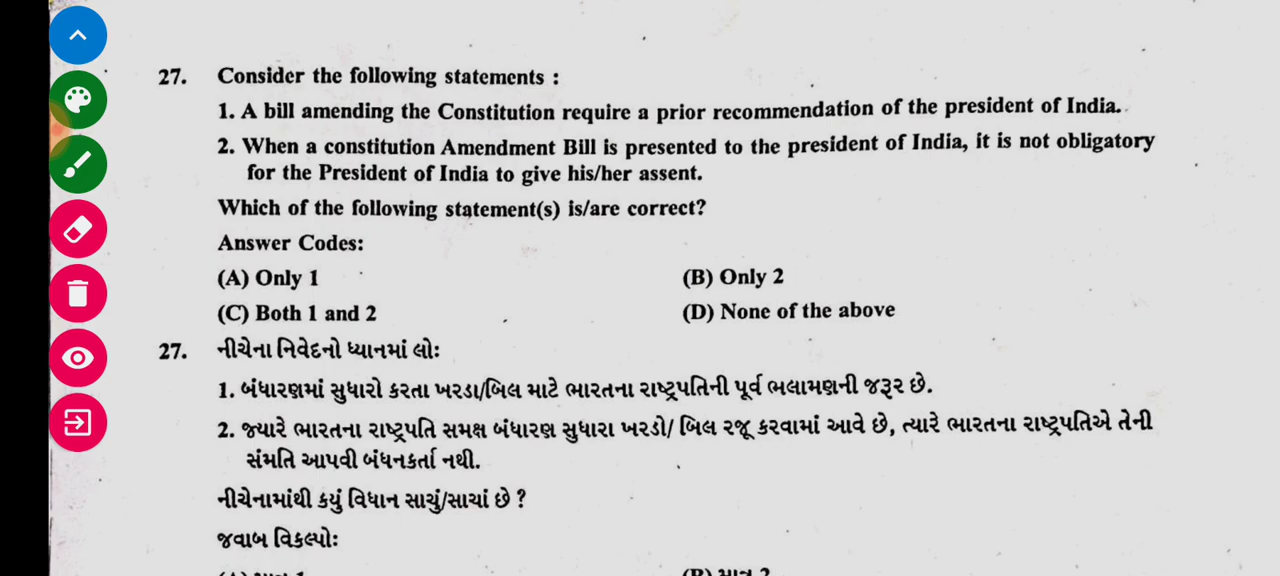 27. Consider the following statements :
1. A bill amending the Constitution require a prior recommendation of the president of India.
2. When a constitution Amendment Bill is presented to the president of India, it is not obligatory
for the President of India to give his/her assent.
Which of the following statement(s) is/are correct?
Answer Codes:
(A) Only 1 (B) Only 2
(C) Both 1 and 2 (D) None of the above
27. નીચેના નિવેદનો ધ્યાનમાં લોઃ
1. બંધારણમાં સુધારો કરતા ખરડા/બિલ માટે ભારતના રાષ્ટ્રપતિની પૂર્વ ભલામણની જરૂર છે.
2. જ્યારે ભારતના રાષ્ટ્રપતિ સમક્ષ બંધારણ સુધારા ખરડો/ બિલ રજૂ કરવામાં આવે છે, ત્યારે ભારતના રાષ્ટ્રપતિએ તેની
સંમતિ આપવી બંધનકર્તા નથી.
નીચેનામાંથી કયું વિધાન સાચું/સાચાં છે ?
જવાબ વિકલ્પોઃ